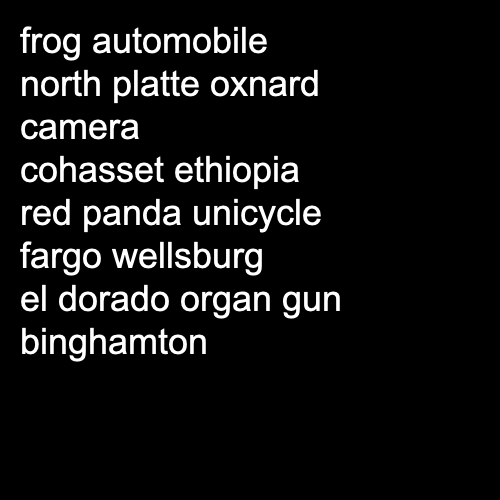 frog automobile
north platte oxnard
camera
cohasset ethiopia
red panda unicycle
fargo wellsburg
el dorado organ gun
binghamton